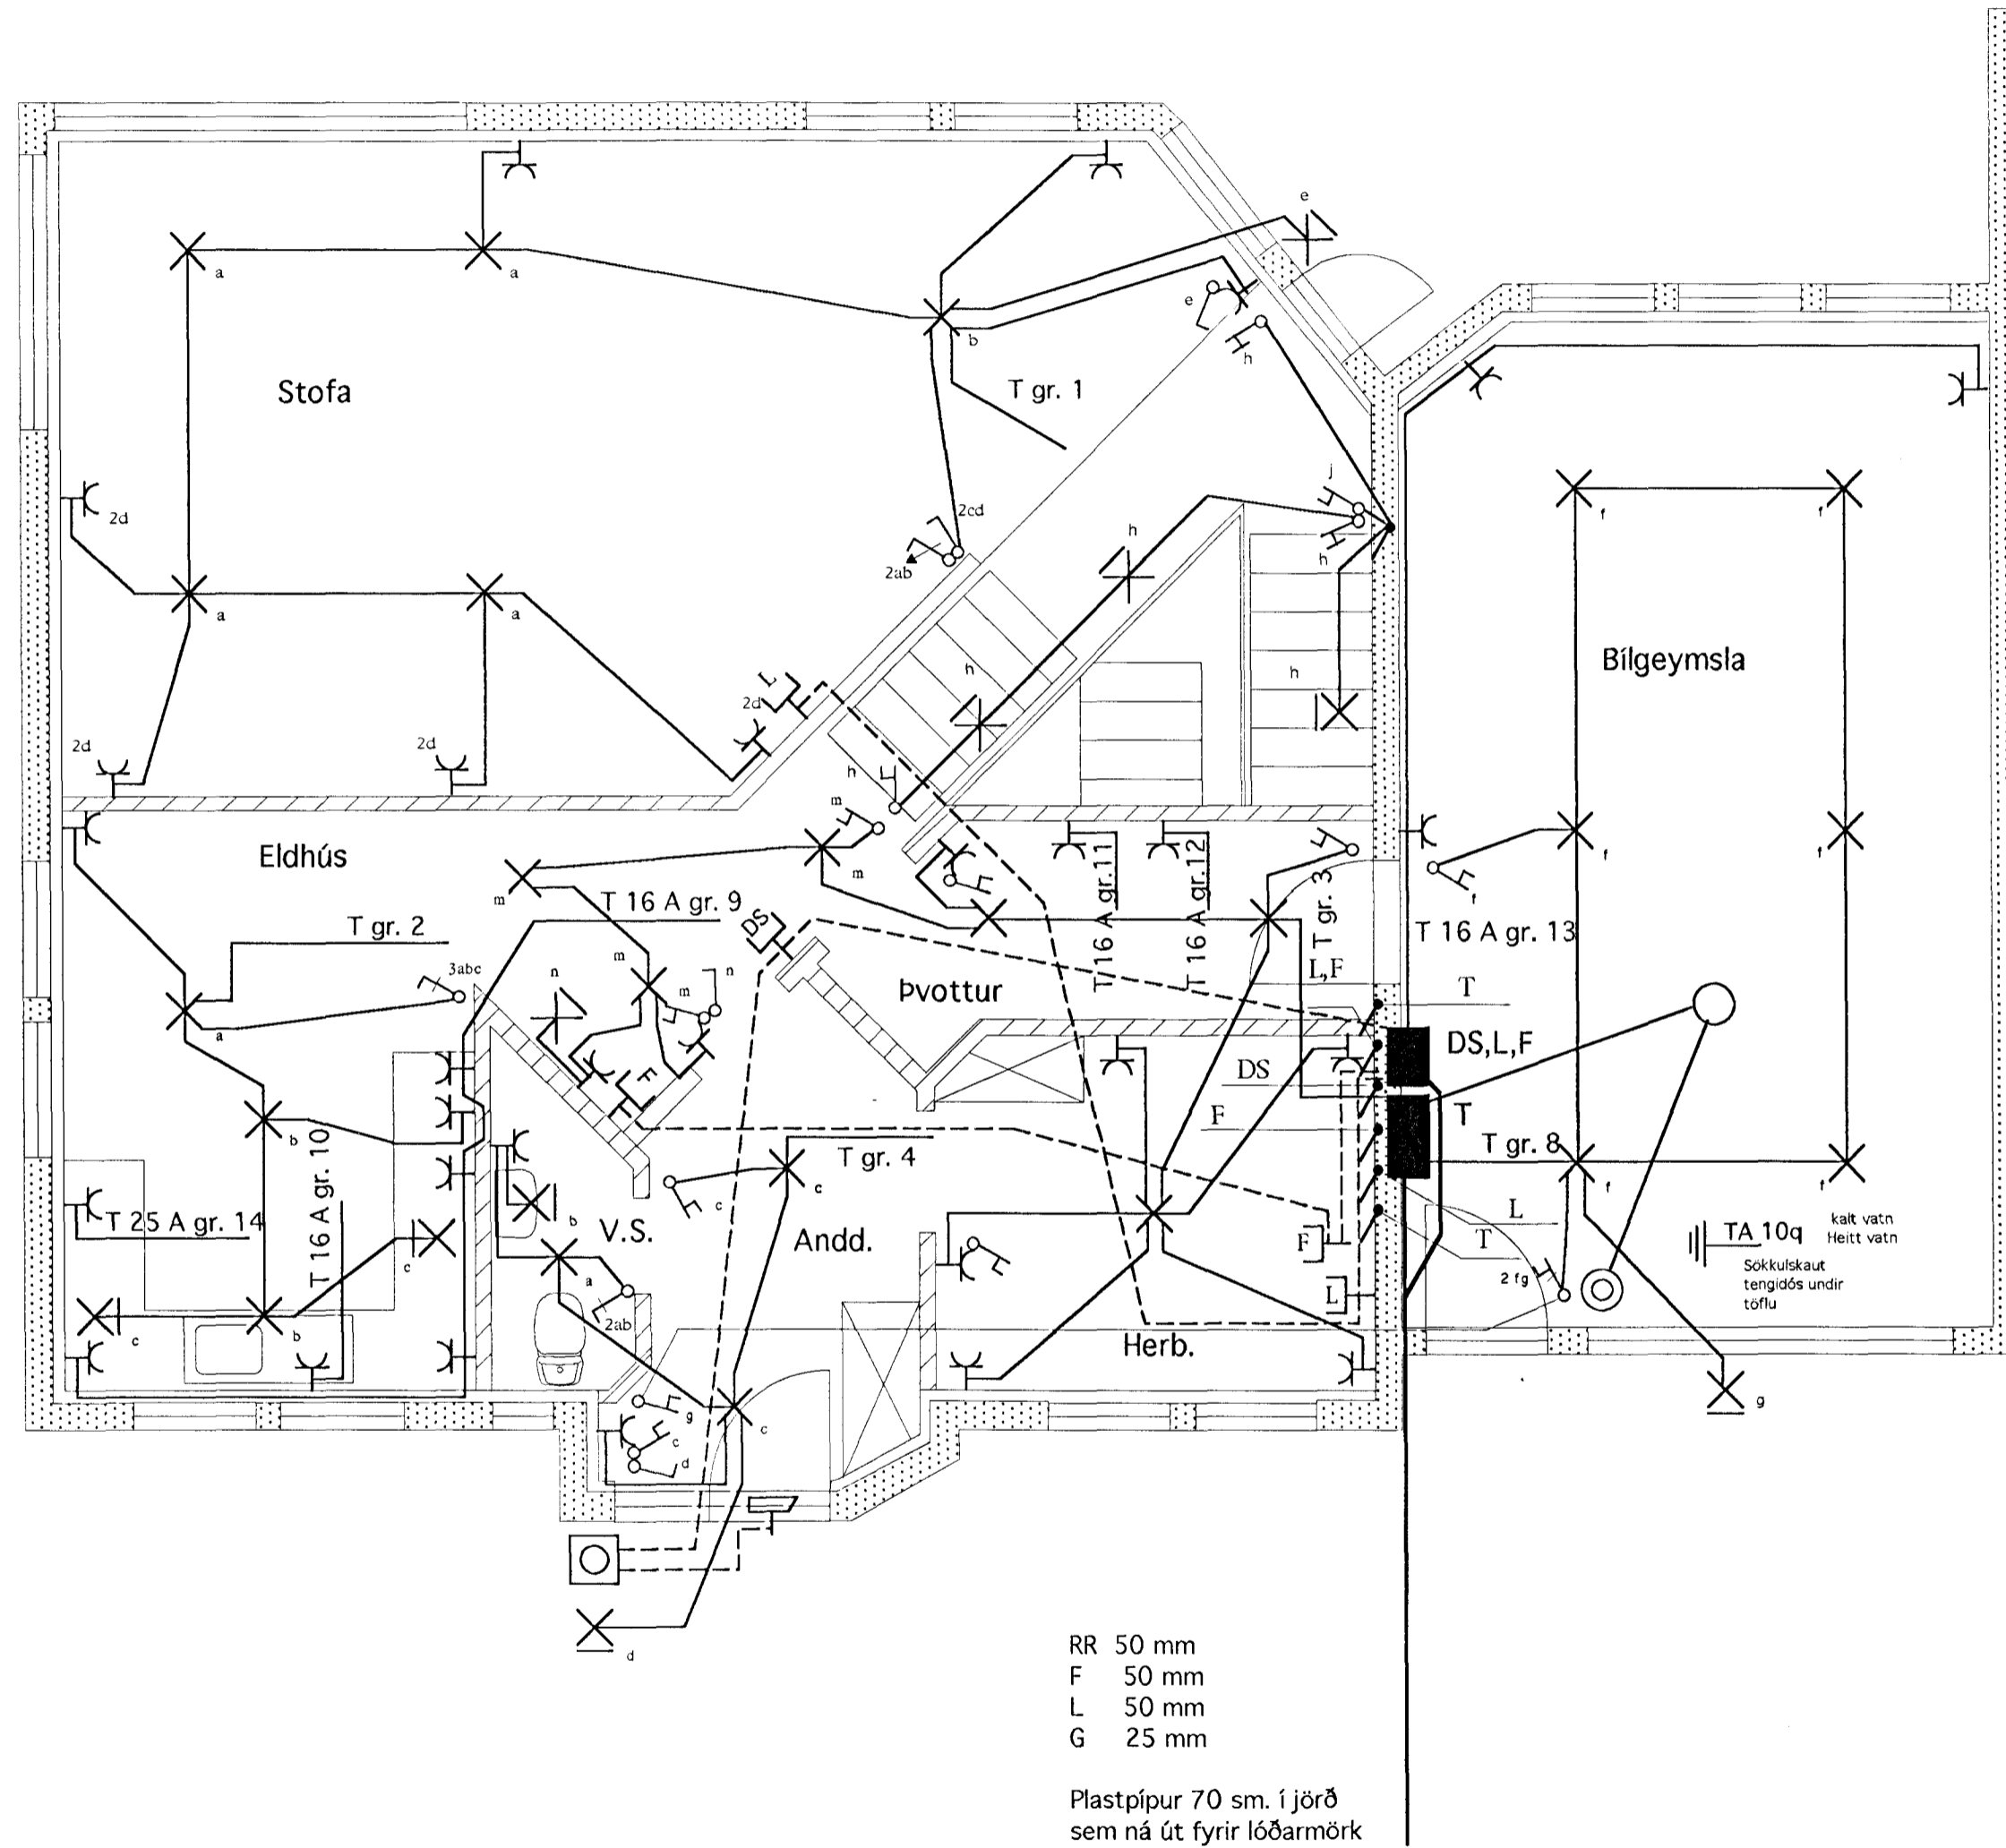 e
a
a
e
b
h
Stofa
T gr. 1
j
2cd
2d
f
f
h
2ab
h
a
a
Bílgeymsla
h
h
L
2d
2d
2d
h
m
Eldhús
m
m
f
f
f
T 16 A gr.11
T 16 A gr.12
T gr. 3
T 16 A gr. 9
T gr. 2
DS
T 16 A gr. 13
m
n
n
3abc
m
L,F
T
Þvottur
a
DS,L,F
F
DS
F
T
b
T 16 A gr. 10
T gr. 4
T gr. 8
c
c
f
f
T 25 A gr. 14
b
V.S.
Andd.
L
T
F
TA 10q
kalt vatn
Heitt vatn
c
a
2 fg
Sökkulskaut
tengidós undir
töflu
L
2ab
b
c
Herb.
g
c
c
d
g
d
RR 50 mm
F 50 mm
L 50 mm
G 25 mm
Plastpípur 70 sm. í jörð
sem ná út fyrir lóðarmörk